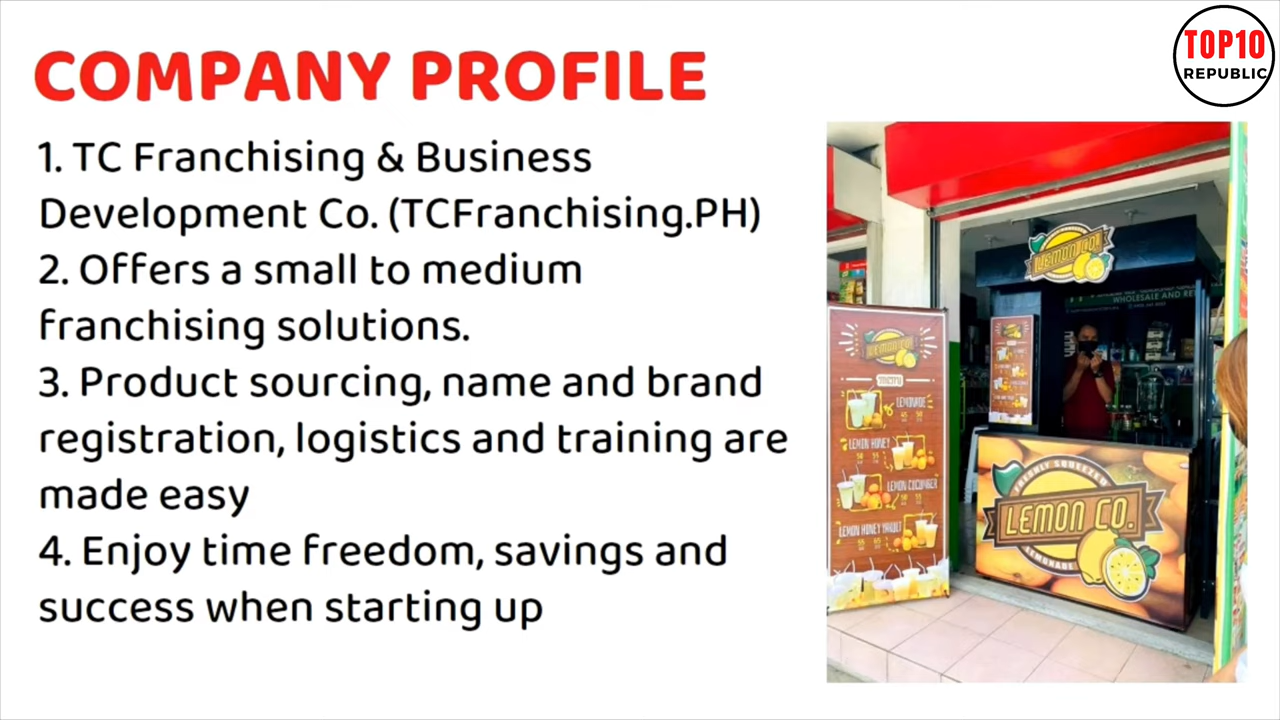 COMPANY PROFILE
TOP10
REPUBLIC
1. TC Franchising & Business
Development Co. (TCFranchising.PH)
2. Offers a small to medium
franchising solutions.
3. Product sourcing, name and brand
registration, logistics and training are
made easy
4. Enjoy time freedom, savings and
success when starting up
LEMON CO.
WHOLESALE AND RE
LEMON CO.
MENU
LEMONADE
LEMON HONEY
LEMON CUCUMBER
LEMON HONEY YAKULT
FRESHLY SQUEEZED
LEMON CO.
LEMONADE